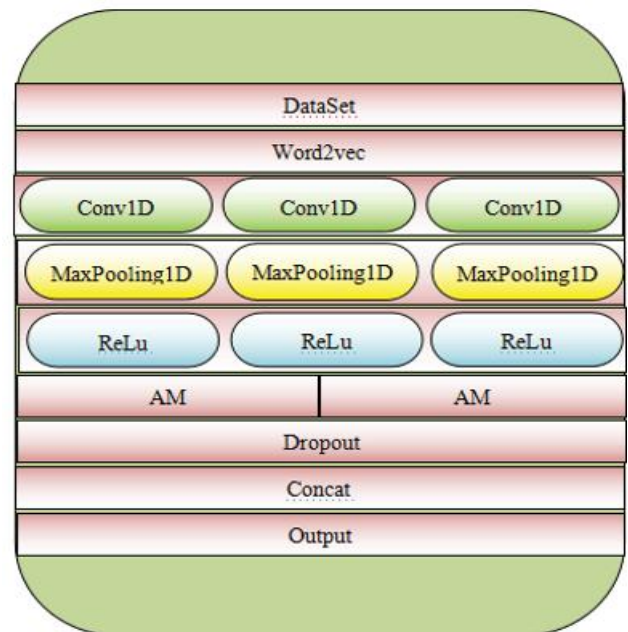 DataSet
Word2vec
Conv1D Conv1D Conv1D
MaxPooling1D MaxPooling1D MaxPooling1D
ReLu ReLu ReLu
AM AM
Dropout
Concat
Output